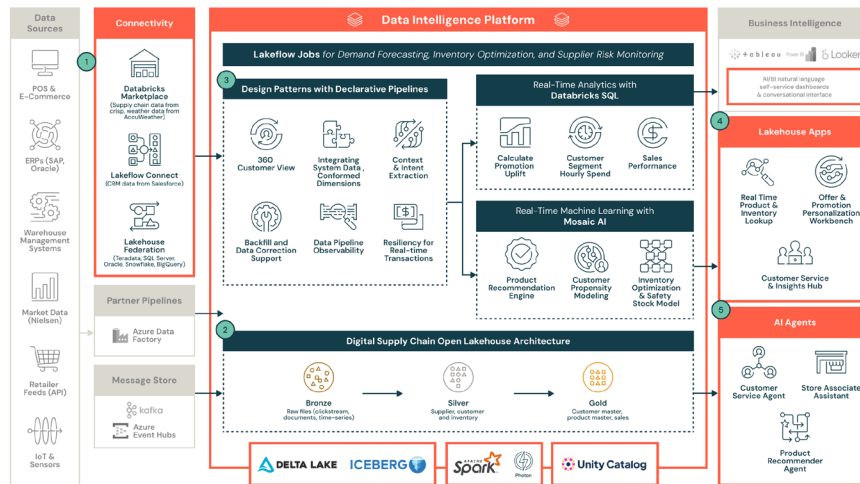 Data
Sources
POS &
E-Commerce
ERPs (SAP,
Oracle)
Warehouse
Management
Systems
Market Data
(Nielsen)
Retailer
Feeds (API)
IoT &
Sensors
1
Connectivity
Databricks
Marketplace
(Supply chain data from
crisp, weather data from
AccuWeather)
Lakeflow Connect
(CRM data from Salesforce)
Lakehouse
Federation
(Teradata, SQL Server,
Oracle, Snowflake, BigQuery)
Partner Pipelines
Azure Data
Factory
Message Store
kafka
Azure
Event Hubs
Data Intelligence Platform
Lakeflow Jobs for Demand Forecasting, Inventory Optimization, and Supplier Risk Monitoring
3
Design Patterns with Declarative Pipelines
360
Customer View
Integrating
System Data ,
Conformed
Dimensions
Context
& Intent
Extraction
Backfill and
Data Correction
Support
Data Pipeline
Observability
Resiliency for
Real-time
Transactions
Real-Time Analytics with
Databricks SQL
Calculate
Promotion
Uplift
Customer
Segment
Hourly Spend
Sales
Performance
Real-Time Machine Learning with
Mosaic AI
Product
Recommendation
Engine
Customer
Propensity
Modeling
Inventory
Optimization
& Safety
Stock Model
2
Digital Supply Chain Open Lakehouse Architecture
Bronze
Raw files (clickstream,
documents, time-series)
Silver
Supplier, customer
and inventory
Gold
Customer master,
product master, sales
DELTA LAKE
ICEBERG
APACHE
Spark
Photon
Unity Catalog
Business Intelligence
+ a b l e a u
Power BI
Looker
AI/BI natural language
self-service dashboards
& conversational interface
4
Lakehouse Apps
Real Time
Product &
Inventory
Lookup
Offer &
Promotion
Personalization
Workbench
Customer Service
& Insights Hub
5
AI Agents
Customer
Service Agent
Store Associate
Assistant
Product
Recommender
Agent